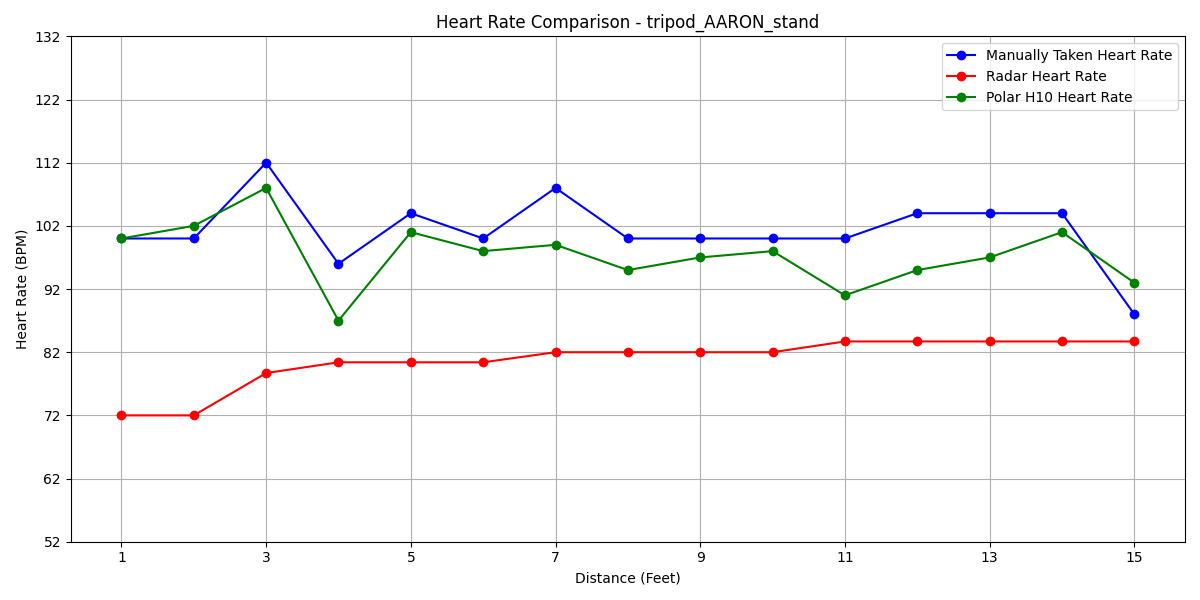 Heart Rate Comparison - tripod_AARON_stand
Manually Taken Heart Rate
Radar Heart Rate
Polar H10 Heart Rate
132
122
112
102
92
82
72
62
52
Heart Rate (BPM)
1 3 5 7 9 11 13 15
Distance (Feet)